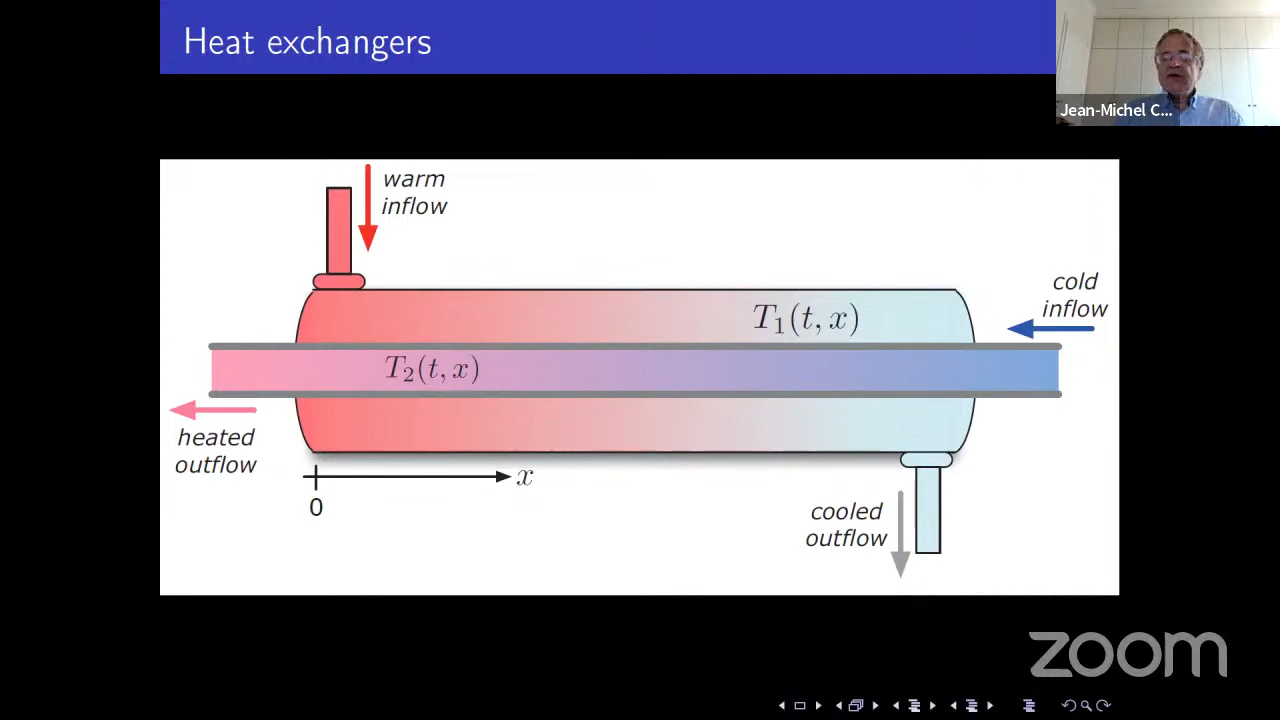 Heat exchangers
Jean-Michel C...
warm
inflow
T₁(t, x)
cold
inflow
T₂(t, x)
heated
outflow
x
0
cooled
outflow
zoom